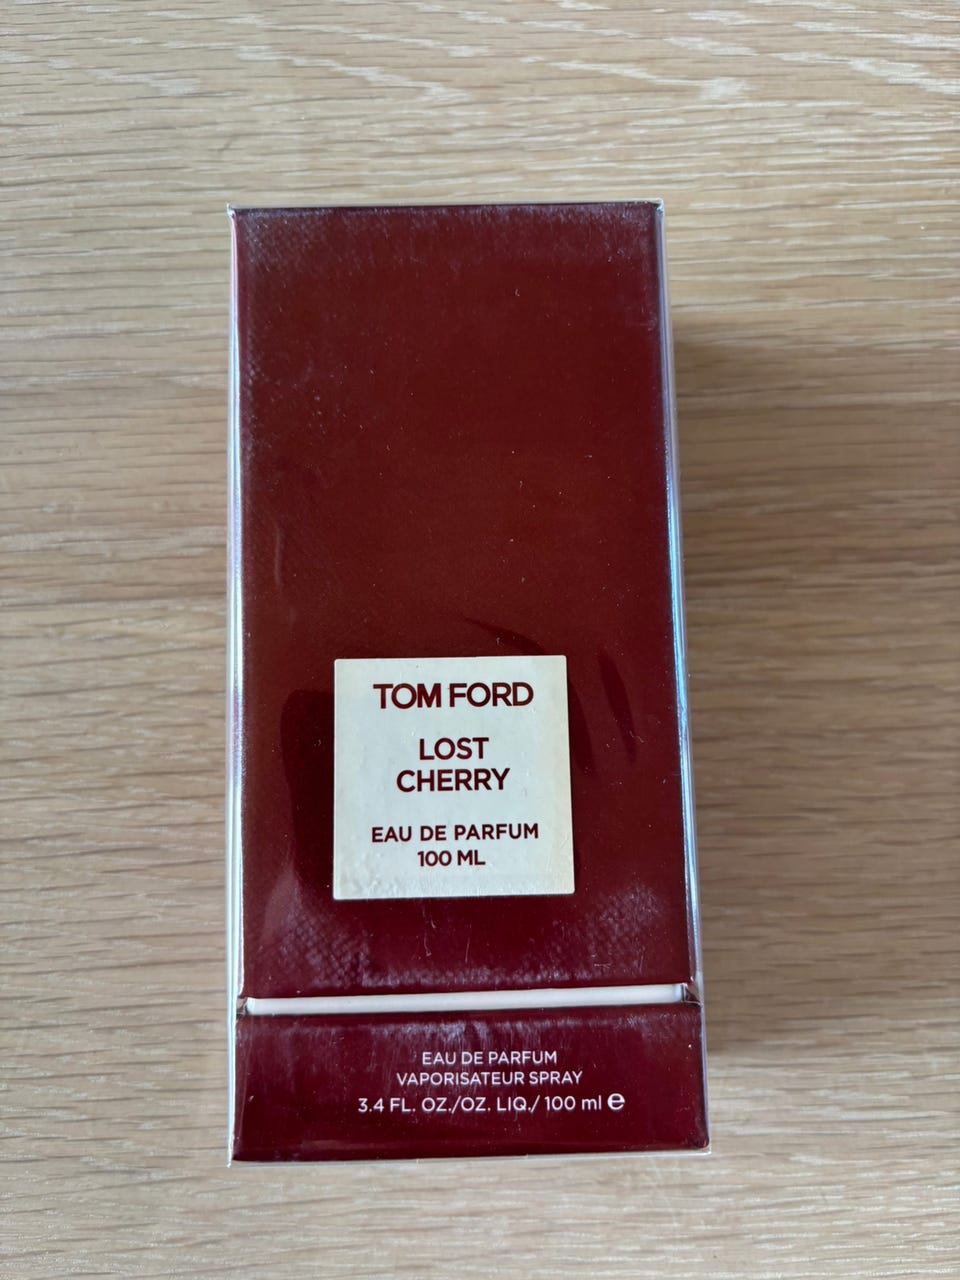 TOM FORD
LOST
CHERRY
EAU DE PARFUM
100 ML
EAU DE PARFUM
VAPORISATEUR SPRAY
3.4 FL. OZ./OZ. LIQ./ 100 ml ℮